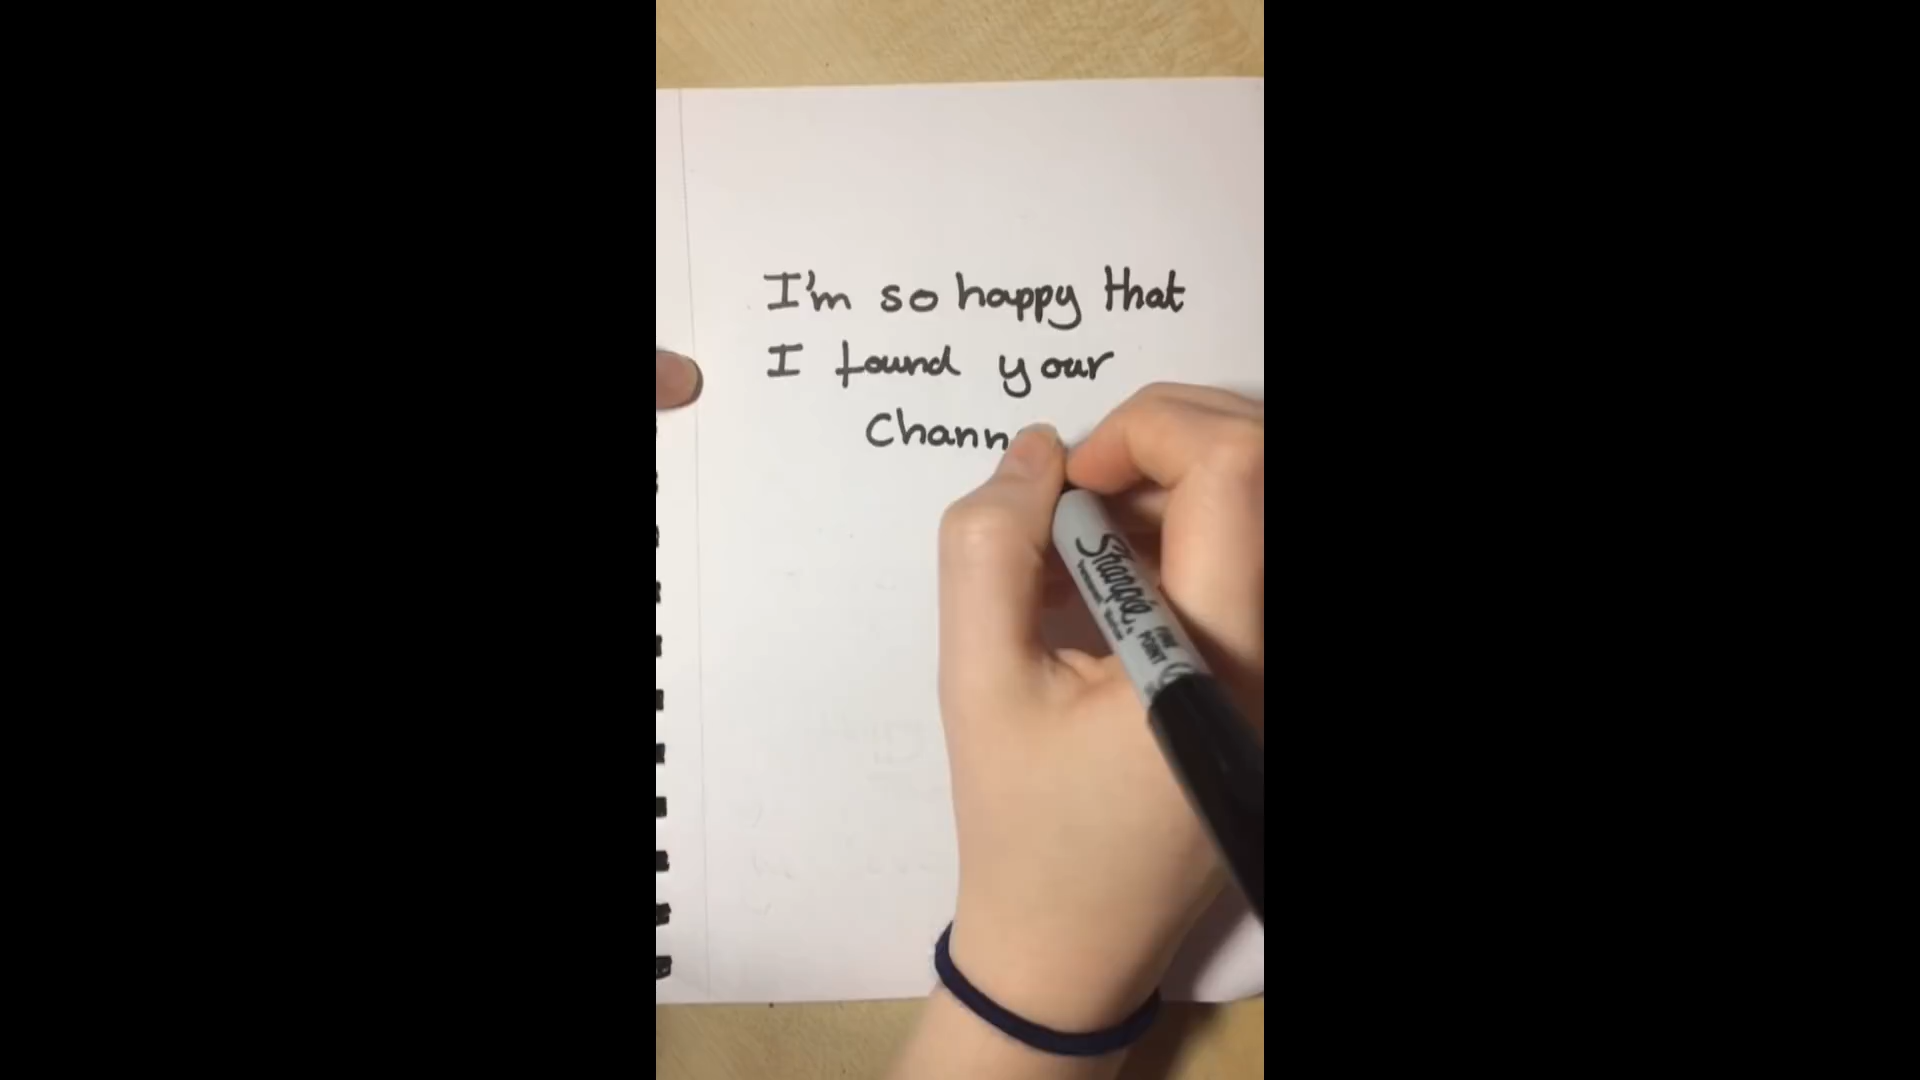 I'm so happy that
I found your
Chann
Sharpie
FINE
POINT